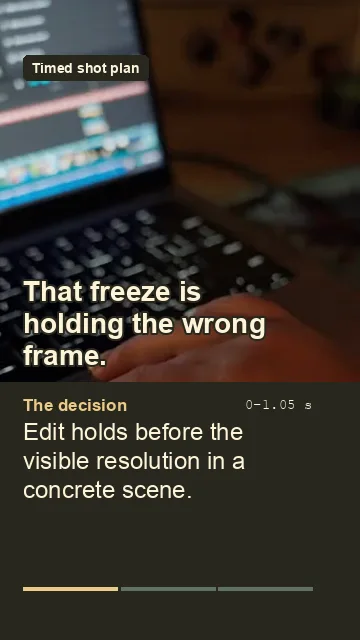 Timed shot plan
That freeze is
holding the wrong
frame.
The decision
0–1.05 s
Edit holds before the
visible resolution in a
concrete scene.